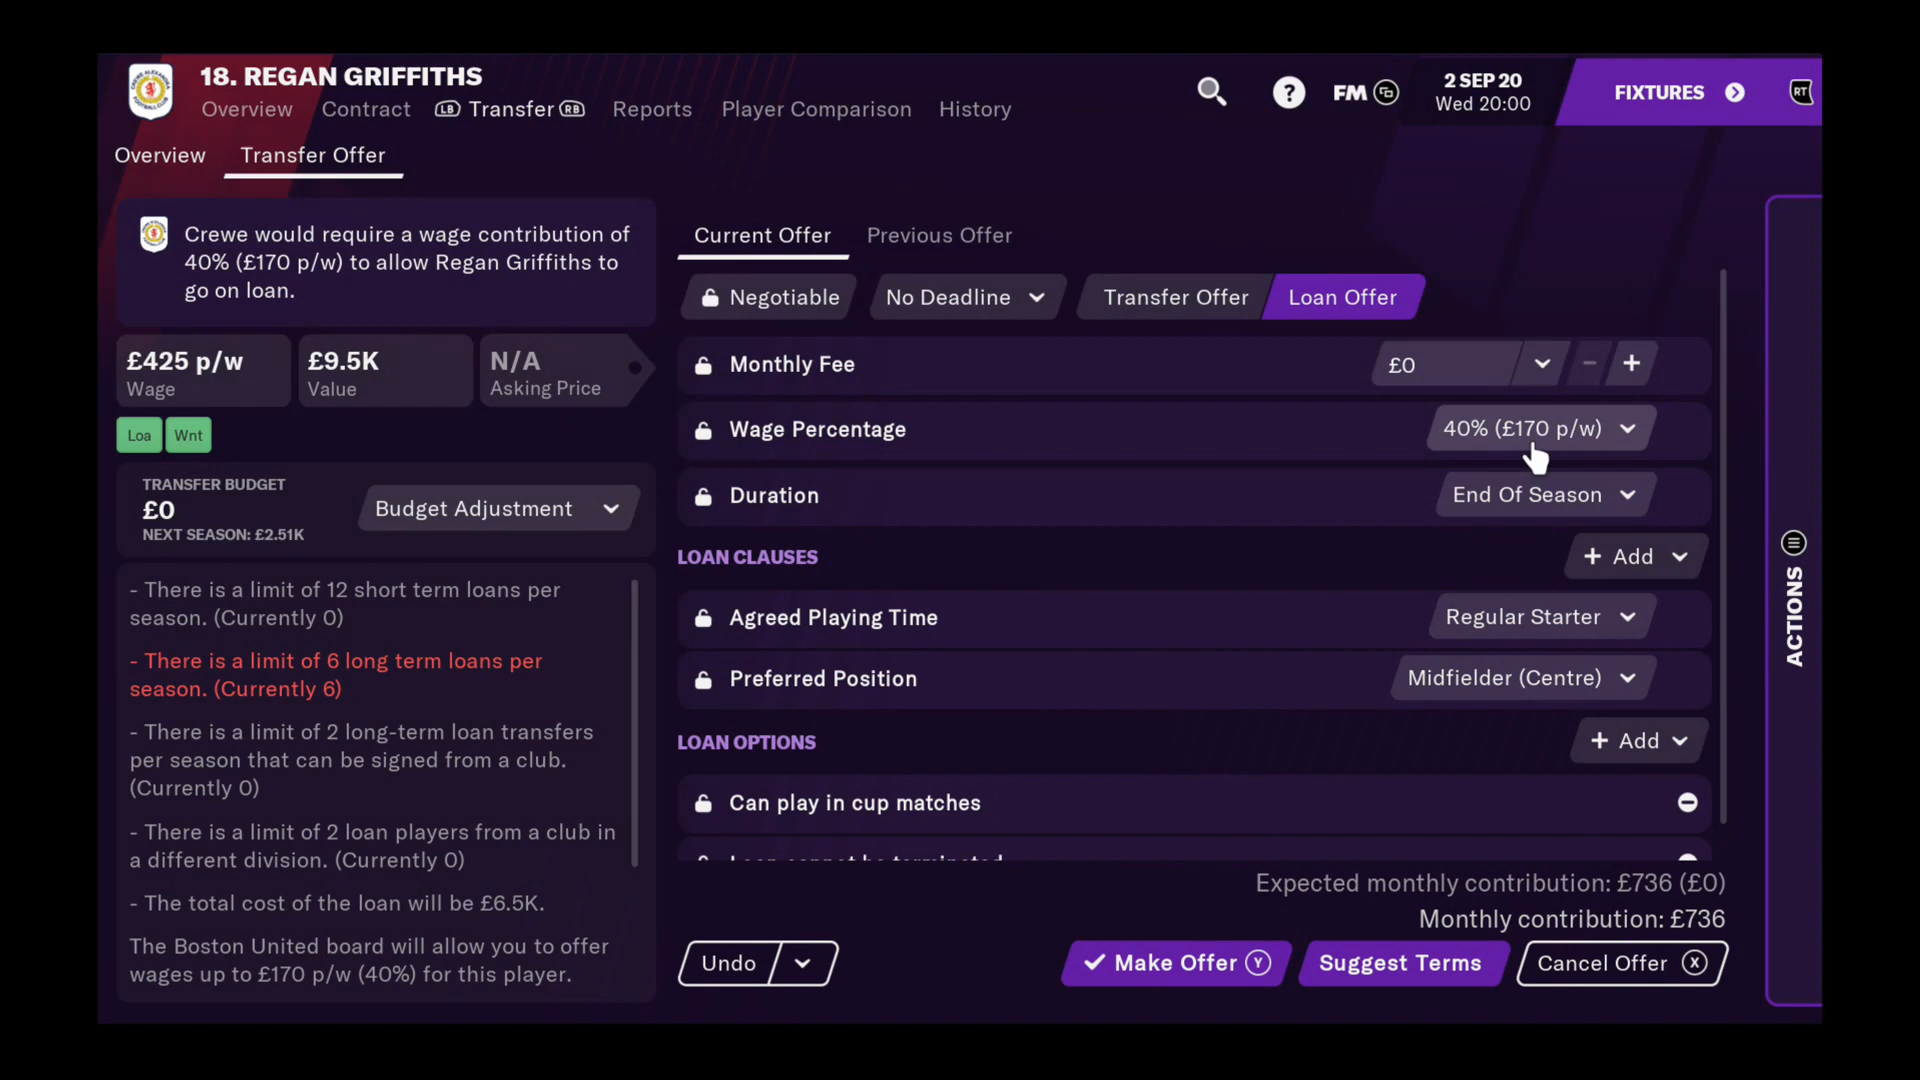 18. REGAN GRIFFITHS
Overview Contract LB Transfer RB Reports Player Comparison History
? FM 2 SEP 20
Wed 20:00
FIXTURES RT
Overview Transfer Offer
Crewe would require a wage contribution of
40% (£170 p/w) to allow Regan Griffiths to
go on loan.
£425 p/w
Wage
£9.5K
Value
N/A
Asking Price
Loa Wnt
TRANSFER BUDGET
£0
NEXT SEASON: £2.51K
Budget Adjustment
- There is a limit of 12 short term loans per
season. (Currently 0)
- There is a limit of 6 long term loans per
season. (Currently 6)
- There is a limit of 2 long-term loan transfers
per season that can be signed from a club.
(Currently 0)
- There is a limit of 2 loan players from a club in
a different division. (Currently 0)
- The total cost of the loan will be £6.5K.
The Boston United board will allow you to offer
wages up to £170 p/w (40%) for this player.
Current Offer Previous Offer
Negotiable No Deadline Transfer Offer Loan Offer
Monthly Fee £0 - +
Wage Percentage 40% (£170 p/w)
Duration End Of Season
LOAN CLAUSES + Add
Agreed Playing Time Regular Starter
Preferred Position Midfielder (Centre)
LOAN OPTIONS + Add
Can play in cup matches
Loan cannot be terminated
Expected monthly contribution: £736 (£0)
Monthly contribution: £736
Undo Make Offer Y Suggest Terms Cancel Offer X
ACTIONS